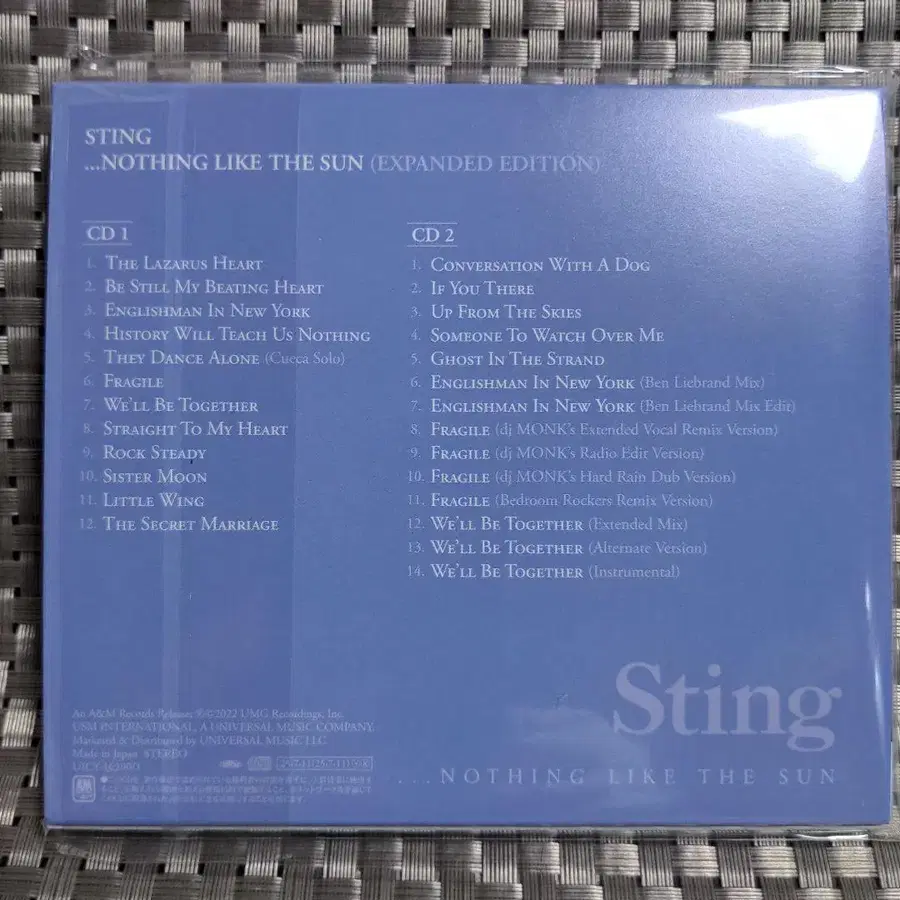 STING
...NOTHING LIKE THE SUN (EXPANDED EDITION)
CD 1
1. THE LAZARUS HEART
2. BE STILL MY BEATING HEART
3. ENGLISHMAN IN NEW YORK
4. HISTORY WILL TEACH US NOTHING
5. THEY DANCE ALONE (Cueca Solo)
6. FRAGILE
7. WE'LL BE TOGETHER
8. STRAIGHT TO MY HEART
9. ROCK STEADY
10. SISTER MOON
11. LITTLE WING
12. THE SECRET MARRIAGE
CD 2
1. CONVERSATION WITH A DOG
2. IF YOU THERE
3. UP FROM THE SKIES
4. SOMEONE TO WATCH OVER ME
5. GHOST IN THE STRAND
6. ENGLISHMAN IN NEW YORK (Ben Liebrand Mix)
7. ENGLISHMAN IN NEW YORK (Ben Liebrand Mix Edit)
8. FRAGILE (dj MONK's Extended Vocal Remix Version)
9. FRAGILE (dj MONK's Radio Edit Version)
10. FRAGILE (dj MONK's Hard Rain Dub Version)
11. FRAGILE (Bedroom Rockers Remix Version)
12. WE'LL BE TOGETHER (Extended Mix)
13. WE'LL BE TOGETHER (Alternate Version)
14. WE'LL BE TOGETHER (Instrumental)
An A&M Records Release; ℗©2022 UMG Recordings, Inc.
USM INTERNATIONAL, A UNIVERSAL MUSIC COMPANY.
Marketed & Distributed by UNIVERSAL MUSIC LLC
Made in Japan STEREO
Sting
...NOTHING LIKE THE SUN